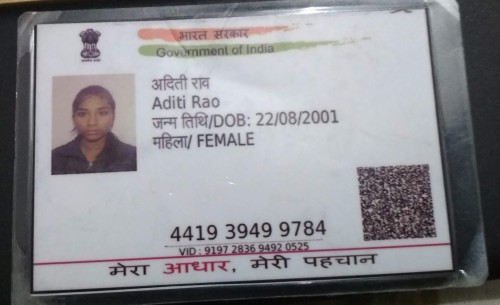 भारत सरकार
Government of India
अदिती राव
Aditi Rao
जन्म तिथि/DOB: 22/08/2001
महिला/ FEMALE
4419 3949 9784
VID : 9197 2836 9492 0525
मेरा आधार, मेरी पहचान